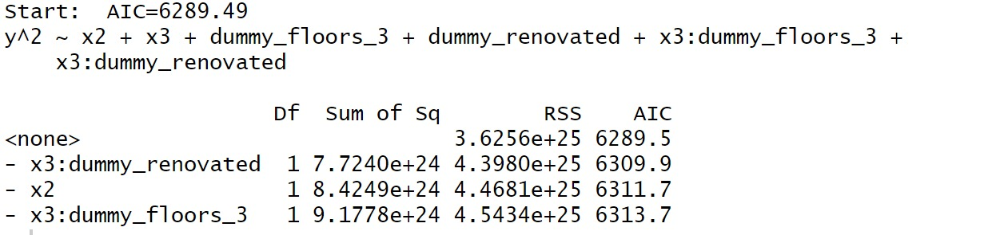 Start:  AIC=6289.49
y^2 ~ x2 + x3 + dummy_floors_3 + dummy_renovated + x3:dummy_floors_3 +
    x3:dummy_renovated
                     Df  Sum of Sq        RSS    AIC
<none>                             3.6256e+25 6289.5
- x3:dummy_renovated  1 7.7240e+24 4.3980e+25 6309.9
- x2                  1 8.4249e+24 4.4681e+25 6311.7
- x3:dummy_floors_3   1 9.1778e+24 4.5434e+25 6313.7